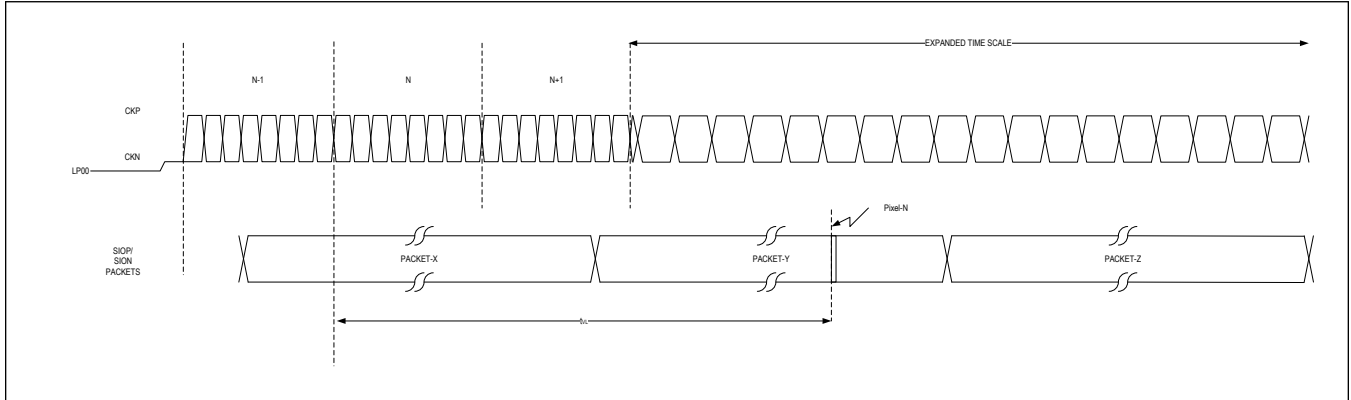 EXPANDED TIME SCALE
N-1
N
N+1
CKP
CKN
LP00
Pixel-N
SIOP/
SION
PACKETS
PACKET-X
PACKET-Y
PACKET-Z